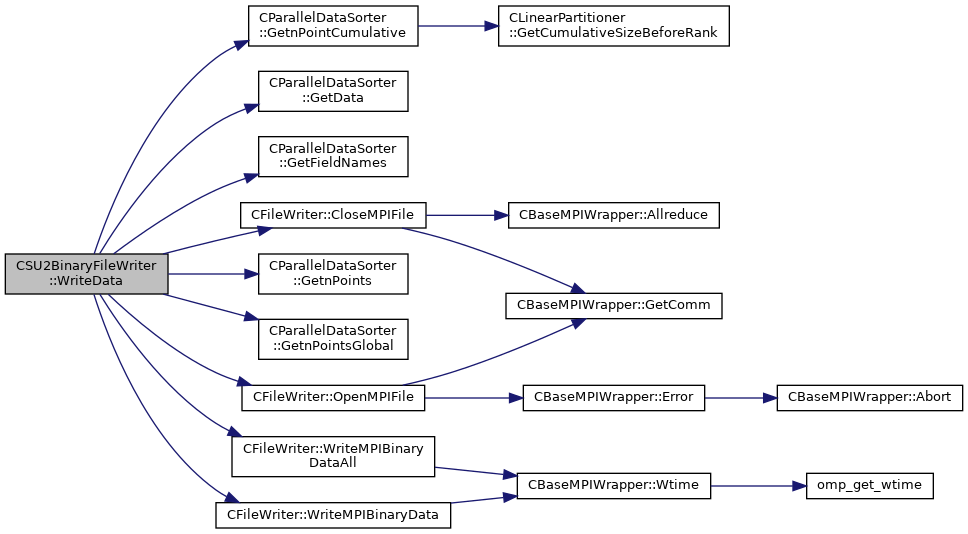 CParallelDataSorter
::GetnPointCumulative
CLinearPartitioner
::GetCumulativeSizeBeforeRank
CParallelDataSorter
::GetData
CParallelDataSorter
::GetFieldNames
CFileWriter::CloseMPIFile
CBaseMPIWrapper::Allreduce
CSU2BinaryFileWriter
::WriteData
CParallelDataSorter
::GetnPoints
CBaseMPIWrapper::GetComm
CParallelDataSorter
::GetnPointsGlobal
CFileWriter::OpenMPIFile
CBaseMPIWrapper::Error
CBaseMPIWrapper::Abort
CFileWriter::WriteMPIBinary
DataAll
CBaseMPIWrapper::Wtime
omp_get_wtime
CFileWriter::WriteMPIBinaryData